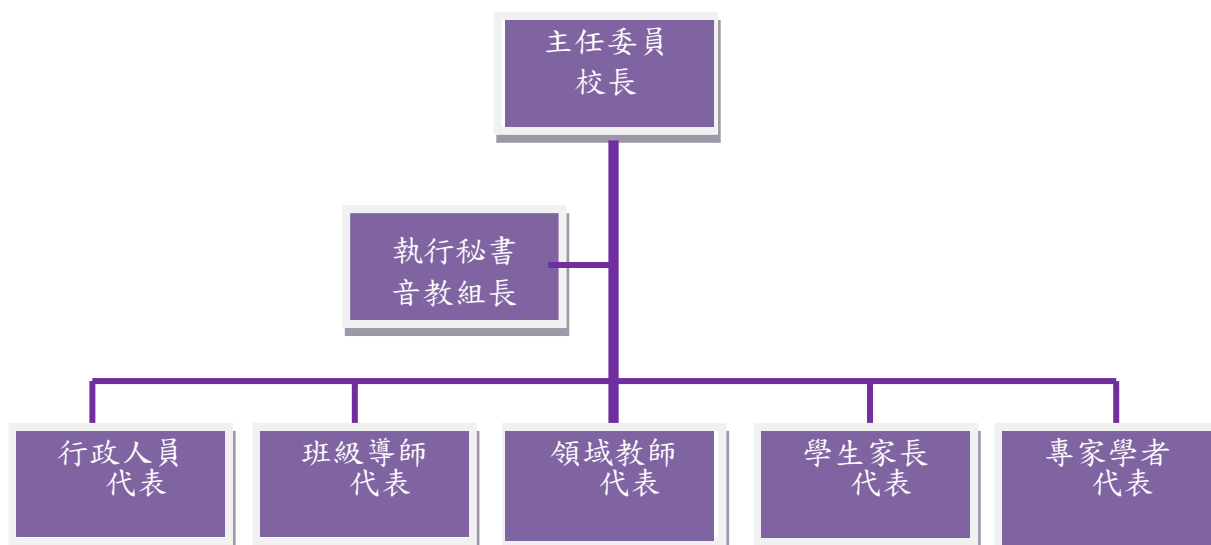 主任委員
校長
執行秘書
音教組長
行政人員
代表
班級導師
代表
領域教師
代表
學生家長
代表
專家學者
代表